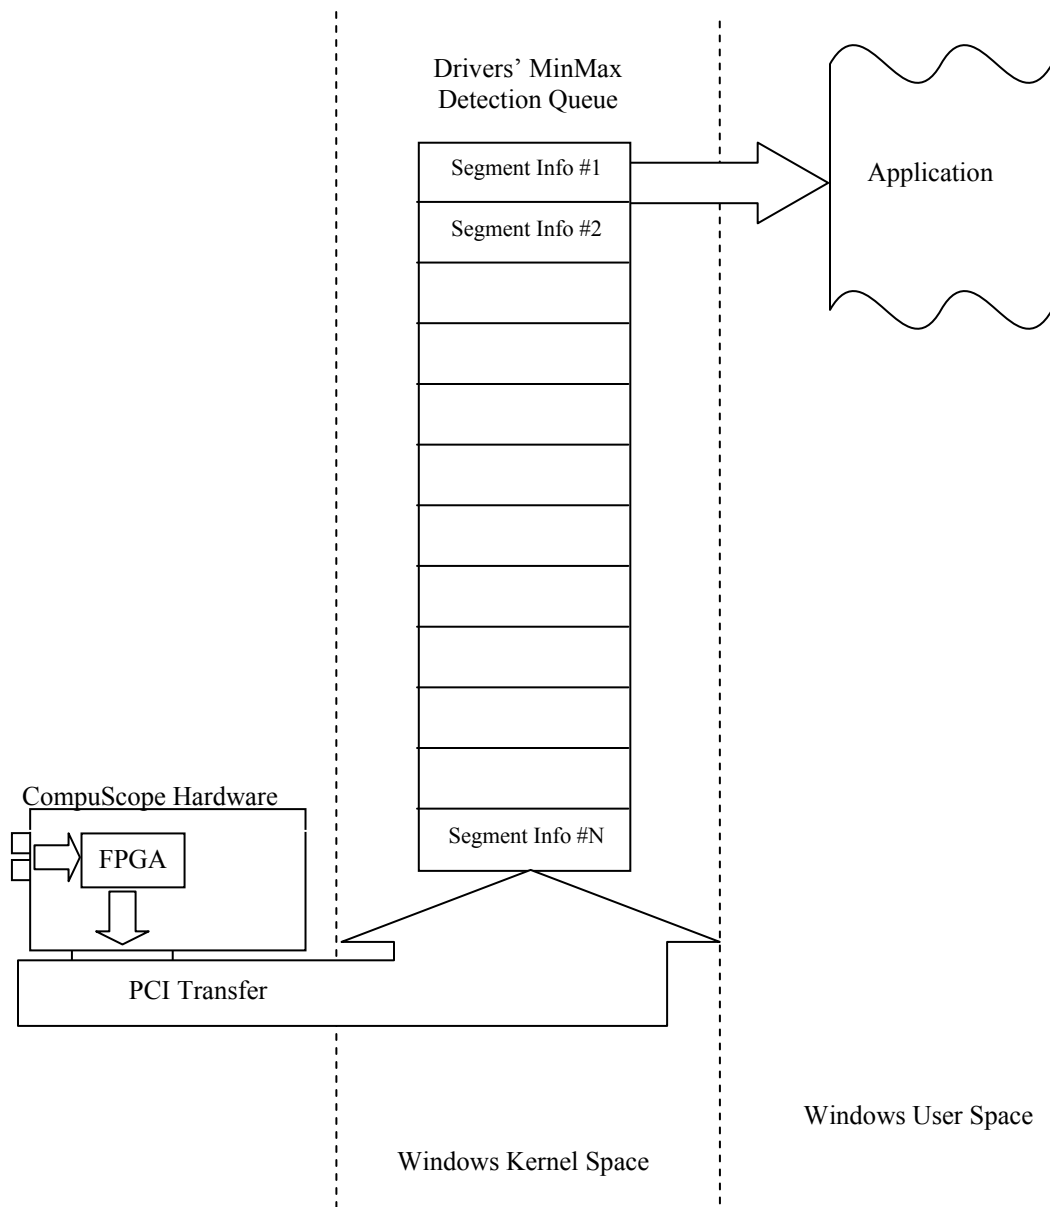 Drivers’ MinMax
Detection Queue
Segment Info #1
Application
Segment Info #2
CompuScope Hardware
Segment Info #N
FPGA
PCI Transfer
Windows User Space
Windows Kernel Space